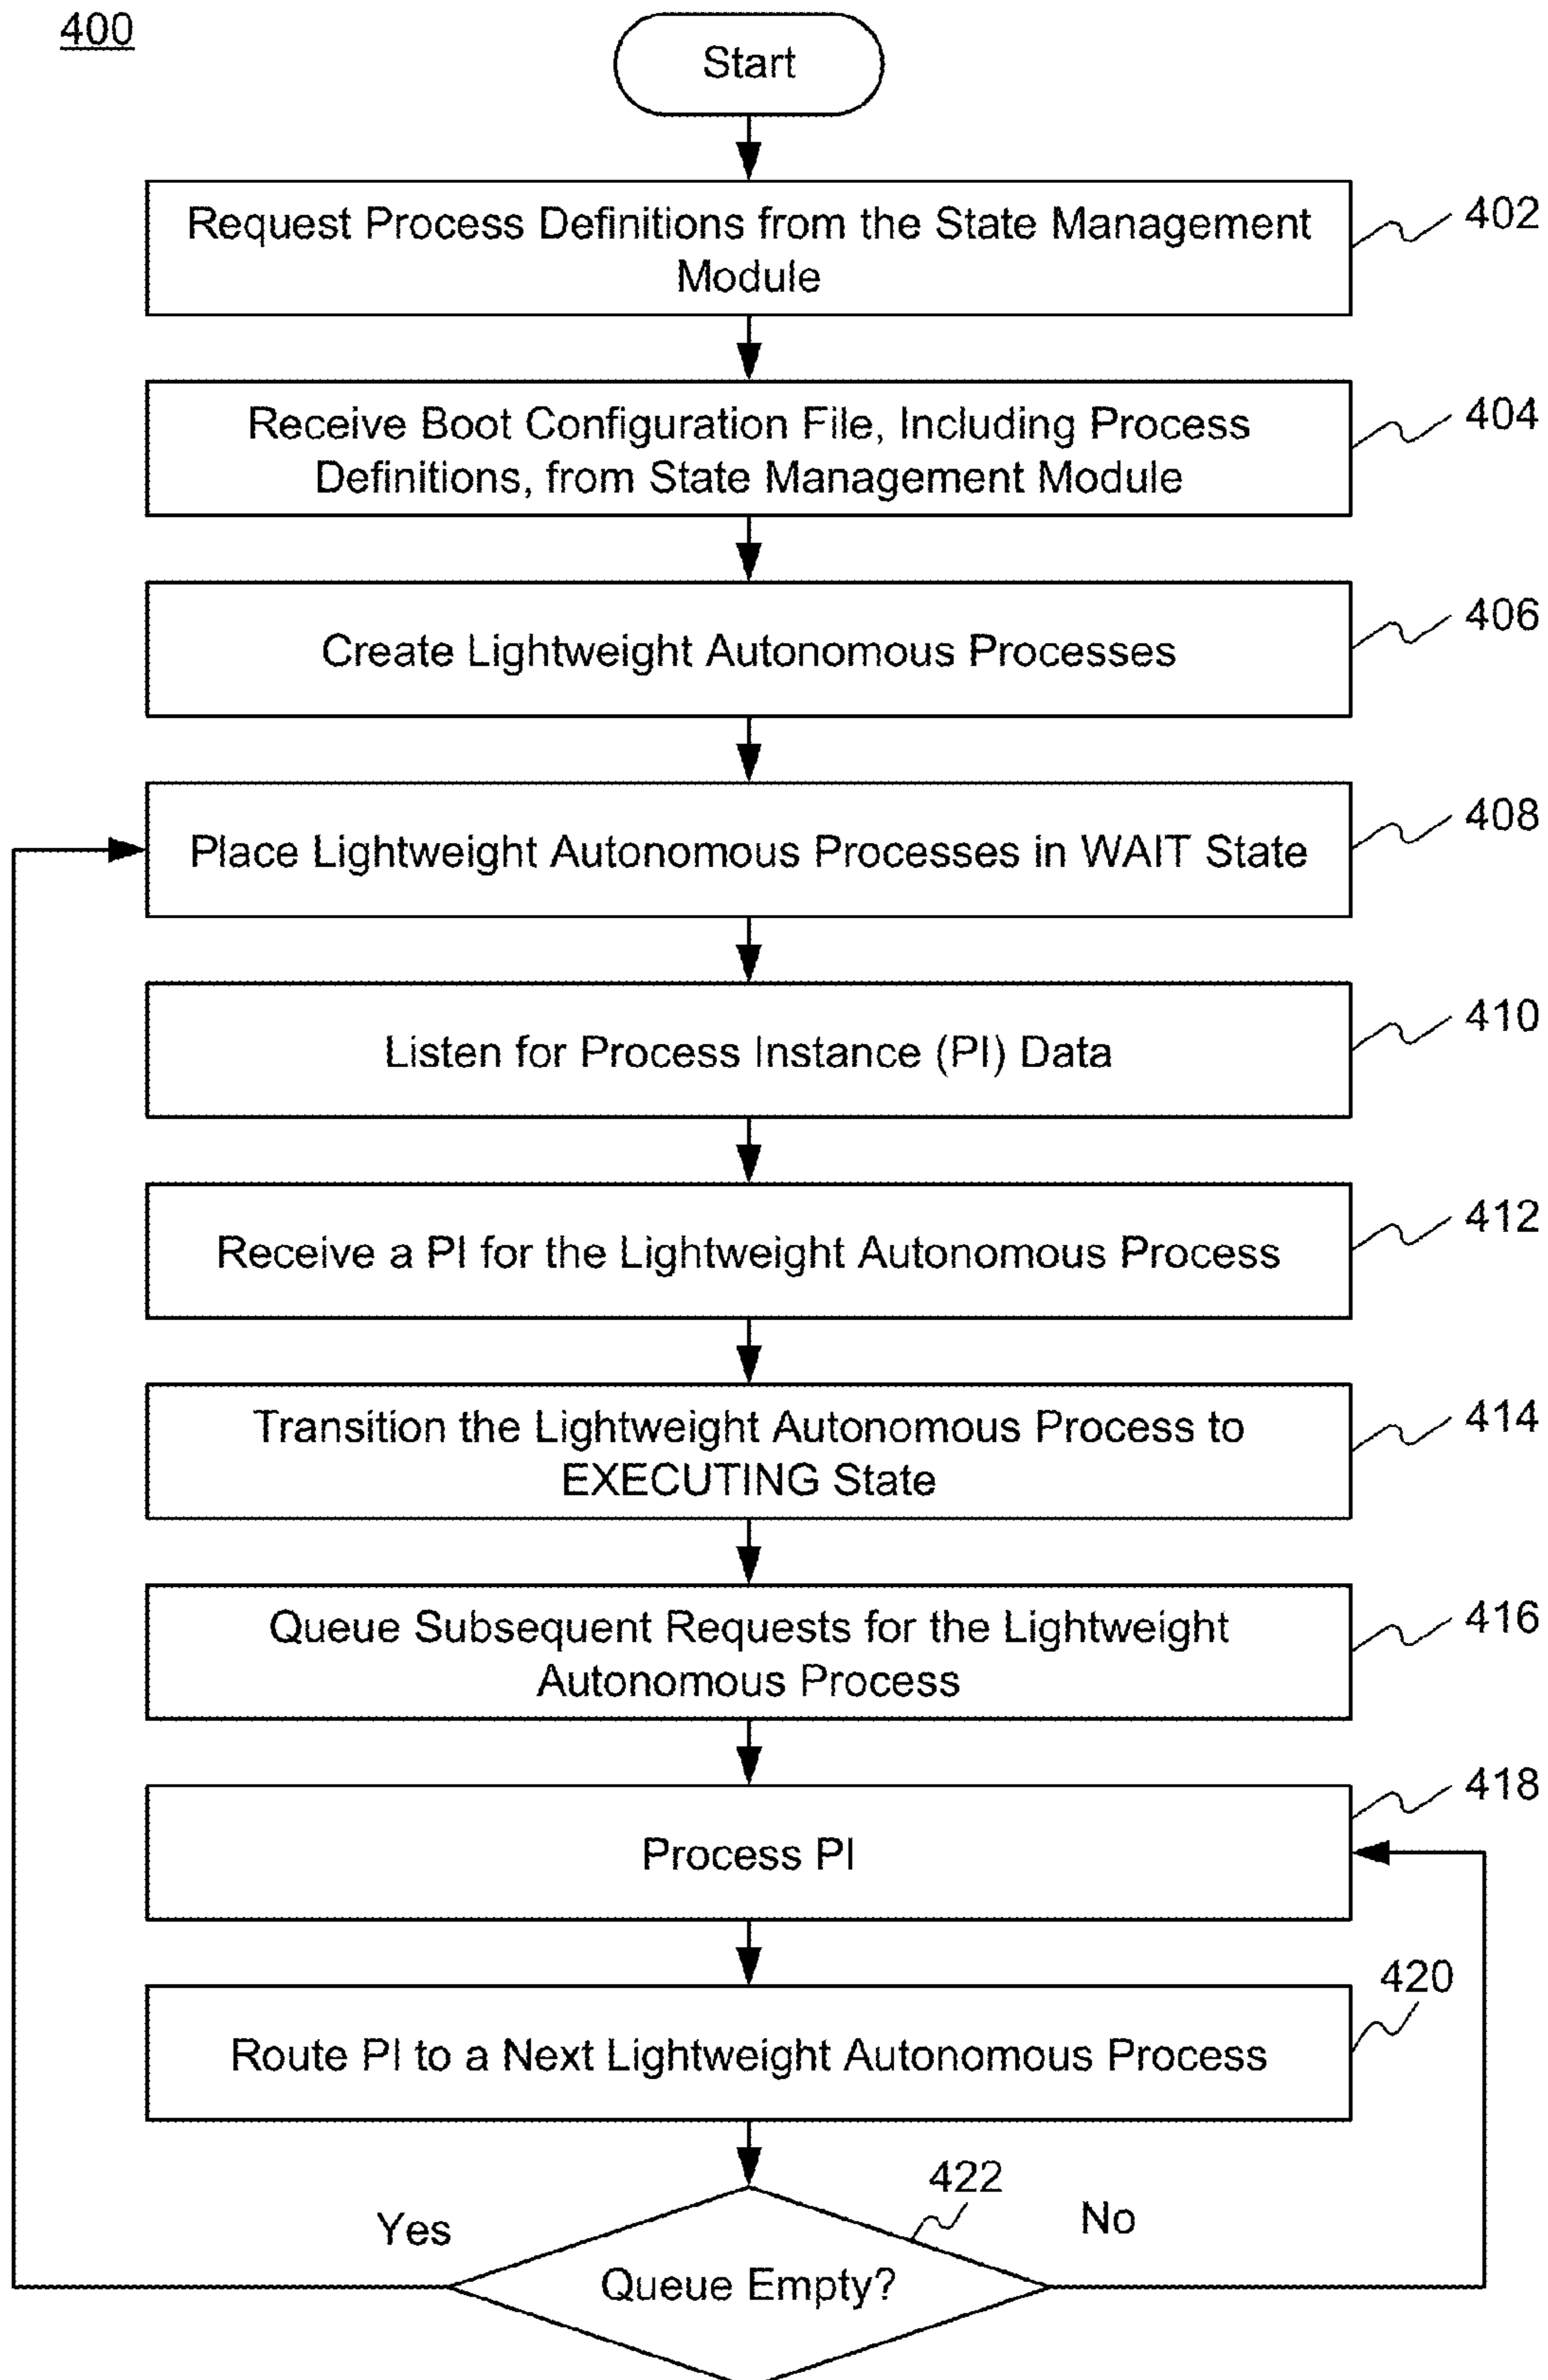 400
Start
Request Process Definitions from the State Management
Module
402
Receive Boot Configuration File, Including Process
Definitions, from State Management Module
404
Create Lightweight Autonomous Processes
406
Place Lightweight Autonomous Processes in WAIT State
408
Listen for Process Instance (PI) Data
410
Receive a PI for the Lightweight Autonomous Process
412
Transition the Lightweight Autonomous Process to
EXECUTING State
414
Queue Subsequent Requests for the Lightweight
Autonomous Process
416
Process PI
418
Route PI to a Next Lightweight Autonomous Process
420
Queue Empty?
422
Yes
No